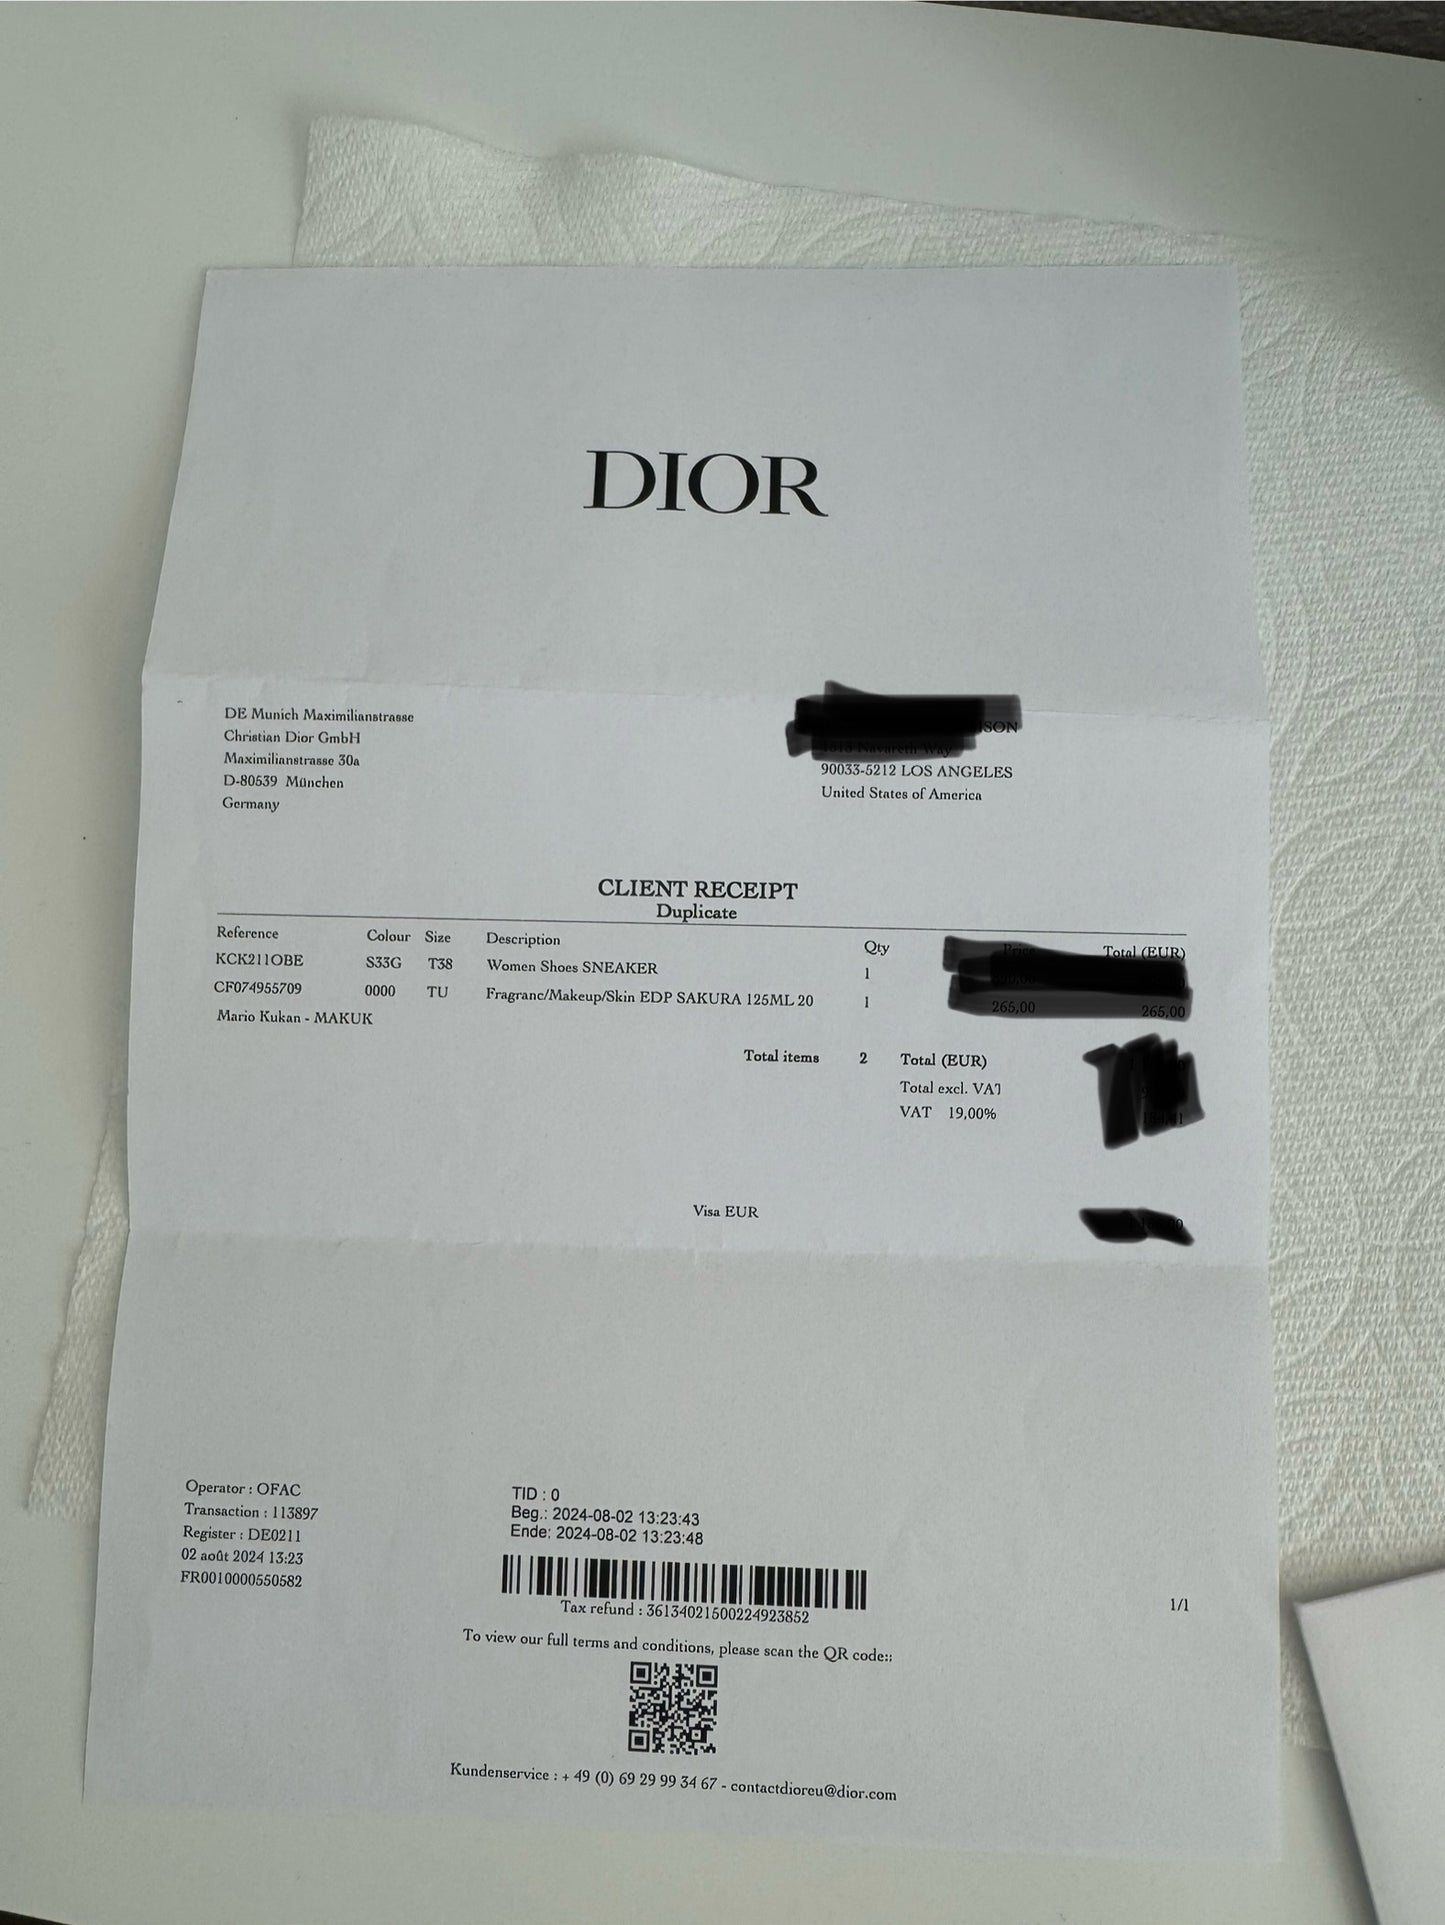 DIOR
DE Munich Maximilianstrasse
Christian Dior GmbH
Maximilianstrasse 30a
D-80539 München
Germany
90033-5212 LOS ANGELES
United States of America
CLIENT RECEIPT
Duplicate
Reference Colour Size Description Qty Price Total (EUR)
KCK211OBE S33G T38 Women Shoes SNEAKER 1
CF074955709 0000 TU Fragranc/Makeup/Skin EDP SAKURA 125ML 20 1 265,00 265,00
Mario Kukan - MAKUK
Total items 2 Total (EUR)
Total excl. VAT
VAT 19,00%
Visa EUR
Operator : OFAC
Transaction : 113897
Register : DE0211
02 août 2024 13:23
FR0010000550582
TID : 0
Beg.: 2024-08-02 13:23:43
Ende: 2024-08-02 13:23:48
Tax refund : 36134021500224923852
1/1
To view our full terms and conditions, please scan the QR code::
Kundenservice : + 49 (0) 69 29 99 34 67 - contactdioreu@dior.com